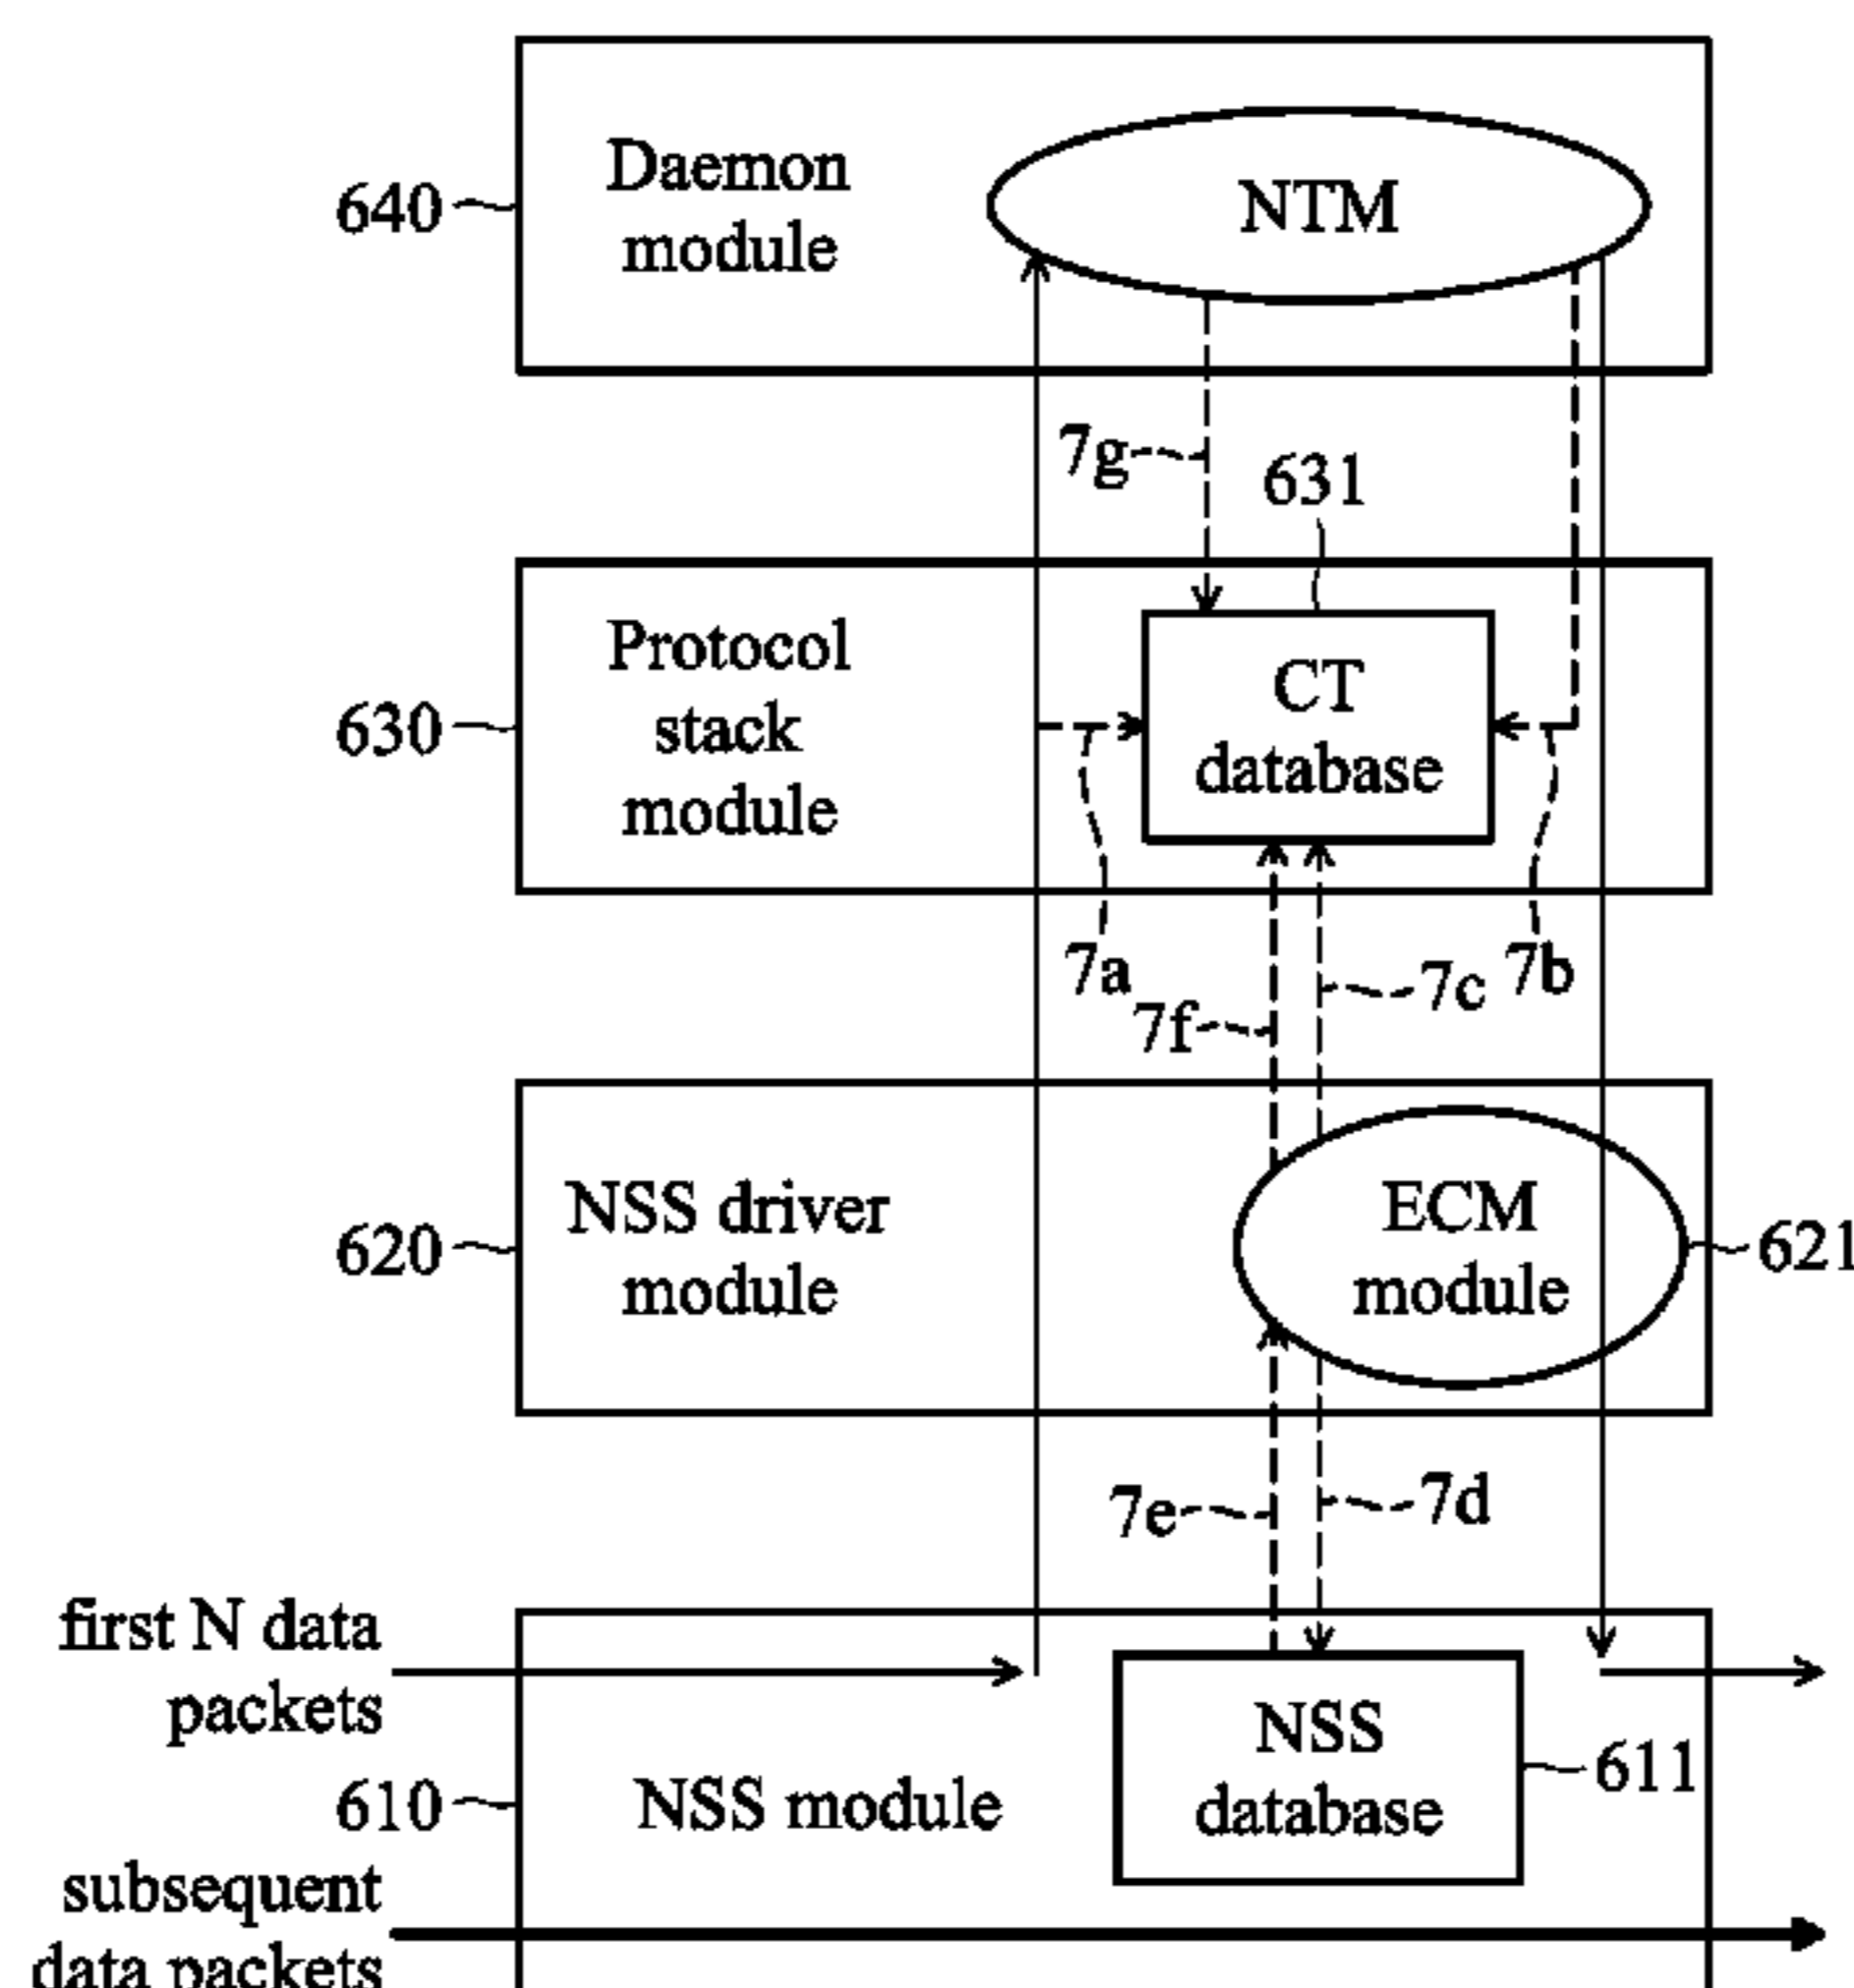 640
Daemon
module
NTM
7g
631
630
Protocol
stack
module
CT
database
7a
7f
7c
7b
620
NSS driver
module
ECM
module
621
7e
7d
first N data
packets
610
NSS module
NSS
database
611
subsequent
data packets